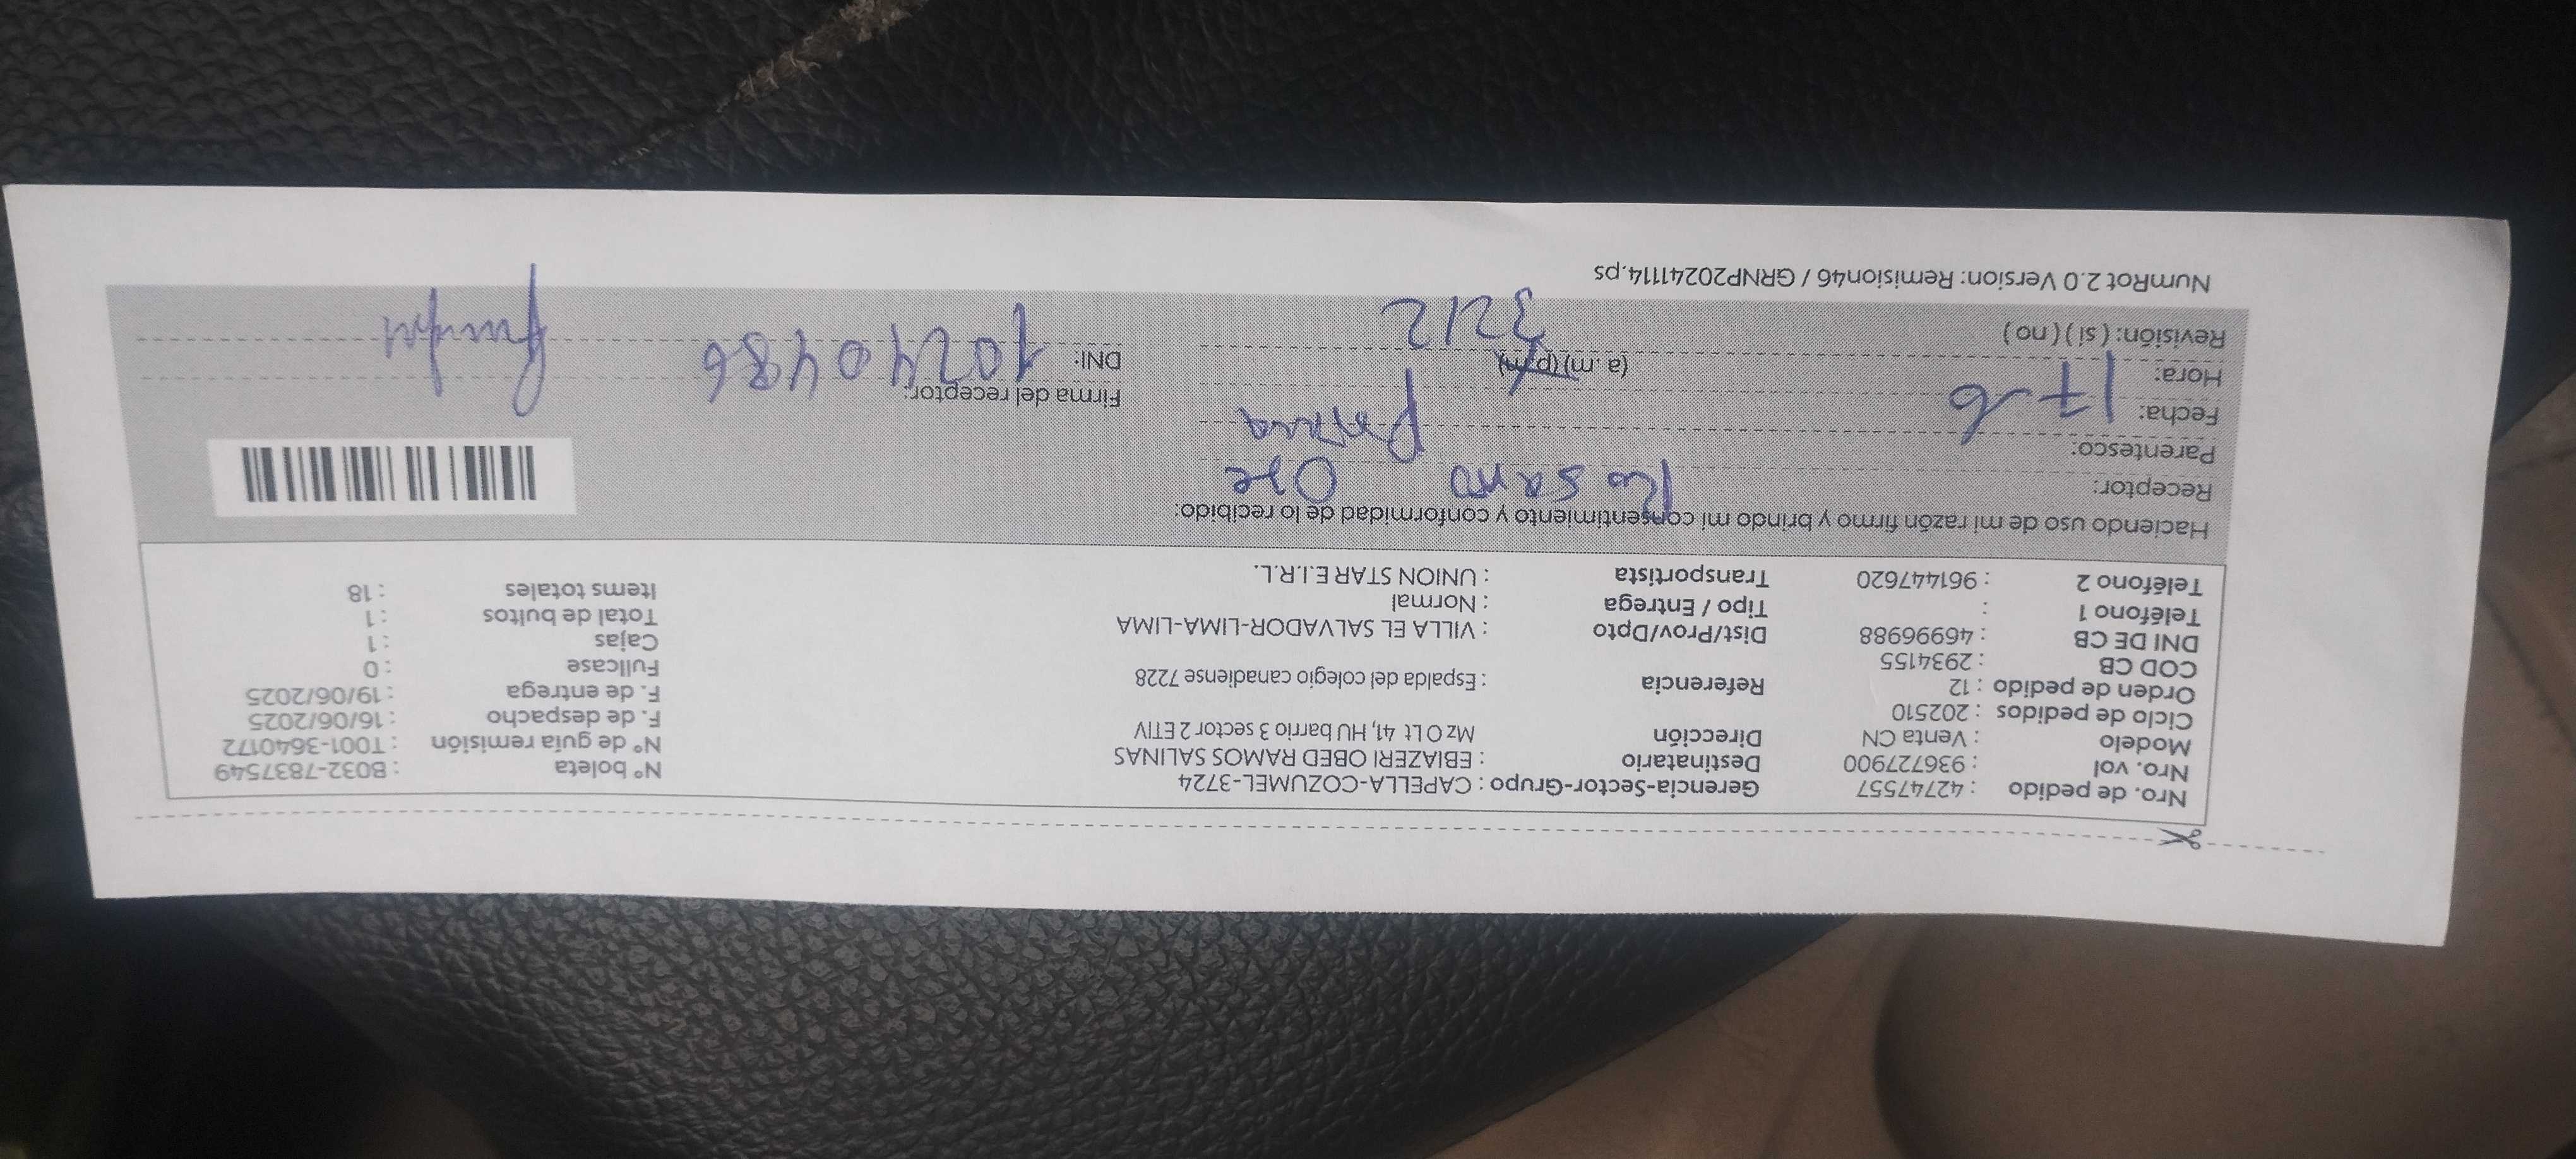 Nro. de pedido : 42747557 Gerencia-Sector-Grupo : CAPELLA-COZUMEL-3724
Nro. vol : 936727900 Destinatario : EBIAZERI OBED RAMOS SALINAS Nº boleta : B032-7837549
Modelo : Venta CN Dirección Mz O Lt 41, HU barrio 3 sector 2 ETIV Nº de guía remisión : T001-3640172
Ciclo de pedidos : 202510 F. de despacho : 16/06/2025
Orden de pedido : 12 Referencia : Espalda del colegio canadiense 7228 F. de entrega : 19/06/2025
COD CB : 2934155 Fullcase : 0
DNI DE CB : 46996988 Dist/Prov/Dpto : VILLA EL SALVADOR-LIMA-LIMA Cajas : 1
Teléfono 1 : Tipo / Entrega : Normal Total de bultos : 1
Teléfono 2 : 961447620 Transportista : UNION STAR E.I.R.L. Items totales : 18
Haciendo uso de mi razón firmo y brindo mi consentimiento y conformidad de lo recibido:
Receptor:
Parentesco:
Fecha: 17-6 Firma del receptor:
Hora: (a.m) (p.m) DNI: 10240486
Revisión: ( si ) ( no ) 3212
NumRot 2.0 Version: Remision46 / GRNP20241114.ps